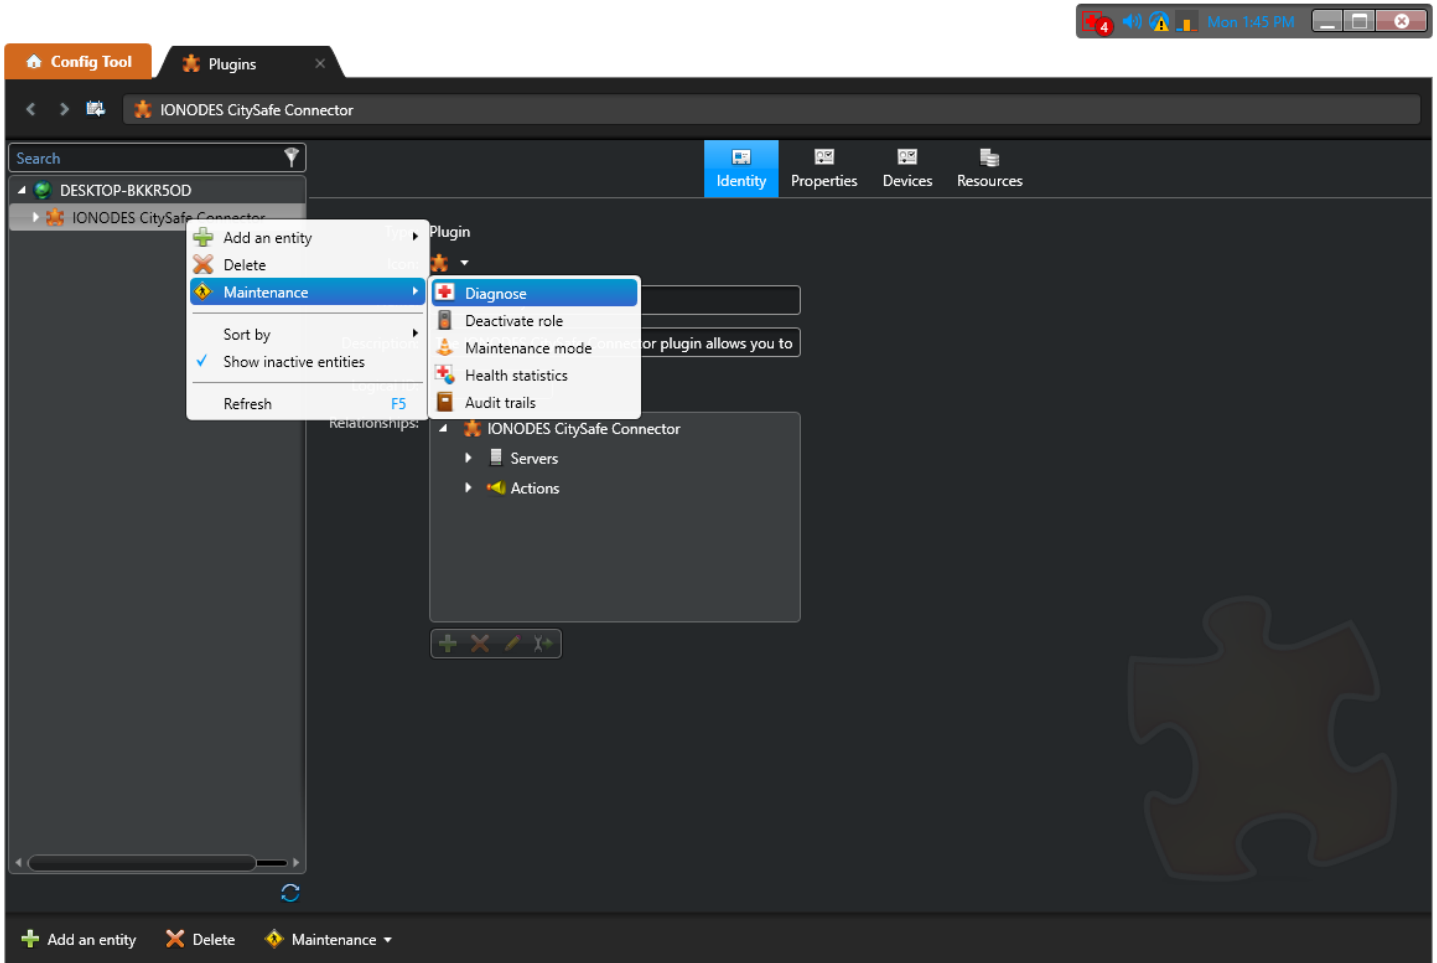 4
Mon 1:45 PM
Config Tool
Plugins
IONODES CitySafe Connector
Search
DESKTOP-BKKR5OD
IONODES CitySafe Connector
Identity
Properties
Devices
Resources
Add an entity
Delete
Maintenance
Sort by
Show inactive entities
Refresh F5
Plugin
Diagnose
Deactivate role
Maintenance mode
Health statistics
Audit trails
Description:
tor plugin allows you to
Relationships:
IONODES CitySafe Connector
Servers
Actions
Add an entity
Delete
Maintenance